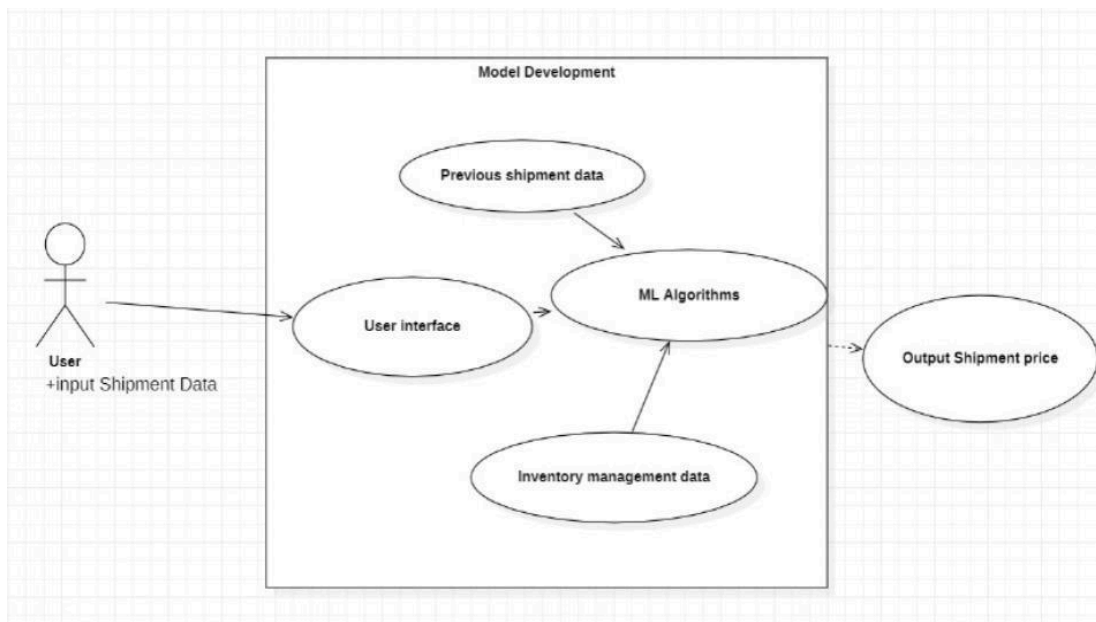 Model Development
Previous shipment data
ML Algorithms
User interface
Output Shipment price
User
+input Shipment Data
Inventory management data